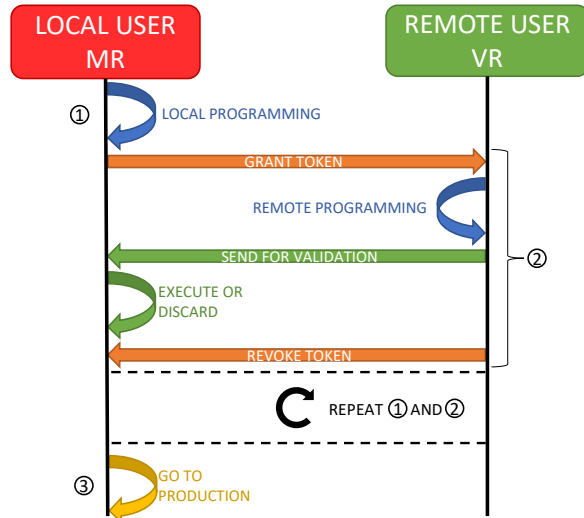 LOCAL USER
MR
REMOTE USER
VR
①
LOCAL PROGRAMMING
GRANT TOKEN
REMOTE PROGRAMMING
SEND FOR VALIDATION
②
EXECUTE OR
DISCARD
REVOKE TOKEN
REPEAT ① AND ②
③
GO TO
PRODUCTION